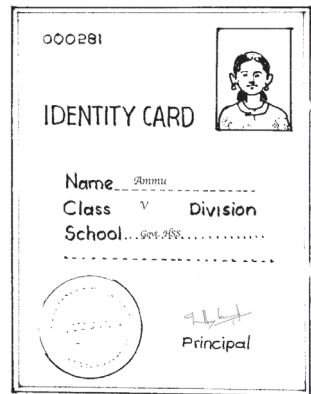 000281
IDENTITY CARD
Name Ammu
Class V Division
School Govt. HSS
Principal